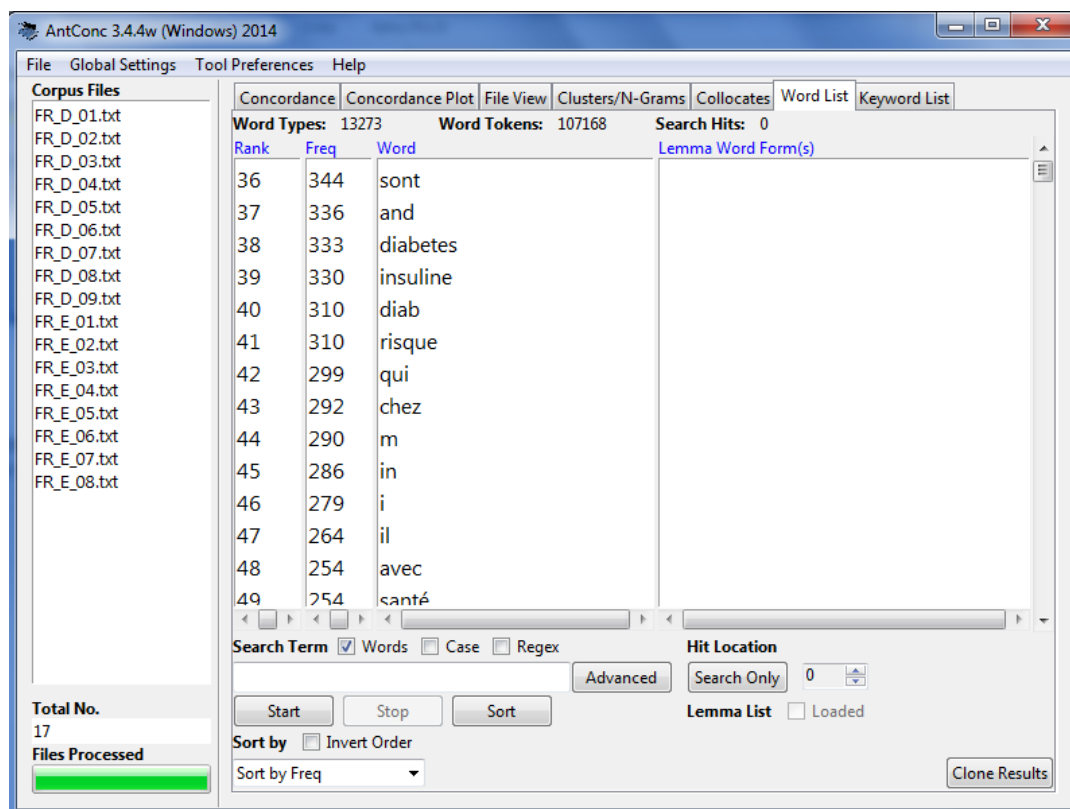 AntConc 3.4.4w (Windows) 2014
File Global Settings Tool Preferences Help
Corpus Files
FR_D_01.txt
FR_D_02.txt
FR_D_03.txt
FR_D_04.txt
FR_D_05.txt
FR_D_06.txt
FR_D_07.txt
FR_D_08.txt
FR_D_09.txt
FR_E_01.txt
FR_E_02.txt
FR_E_03.txt
FR_E_04.txt
FR_E_05.txt
FR_E_06.txt
FR_E_07.txt
FR_E_08.txt
Total No.
17
Files Processed
Concordance Concordance Plot File View Clusters/N-Grams Collocates Word List Keyword List
Word Types: 13273 Word Tokens: 107168 Search Hits: 0
Rank Freq Word Lemma Word Form(s)
36 344 sont
37 336 and
38 333 diabetes
39 330 insuline
40 310 diab
41 310 risque
42 299 qui
43 292 chez
44 290 m
45 286 in
46 279 i
47 264 il
48 254 avec
49 254 santé
Search Term Words Case Regex Hit Location
Advanced Search Only 0
Start Stop Sort Lemma List Loaded
Sort by Invert Order
Sort by Freq Clone Results